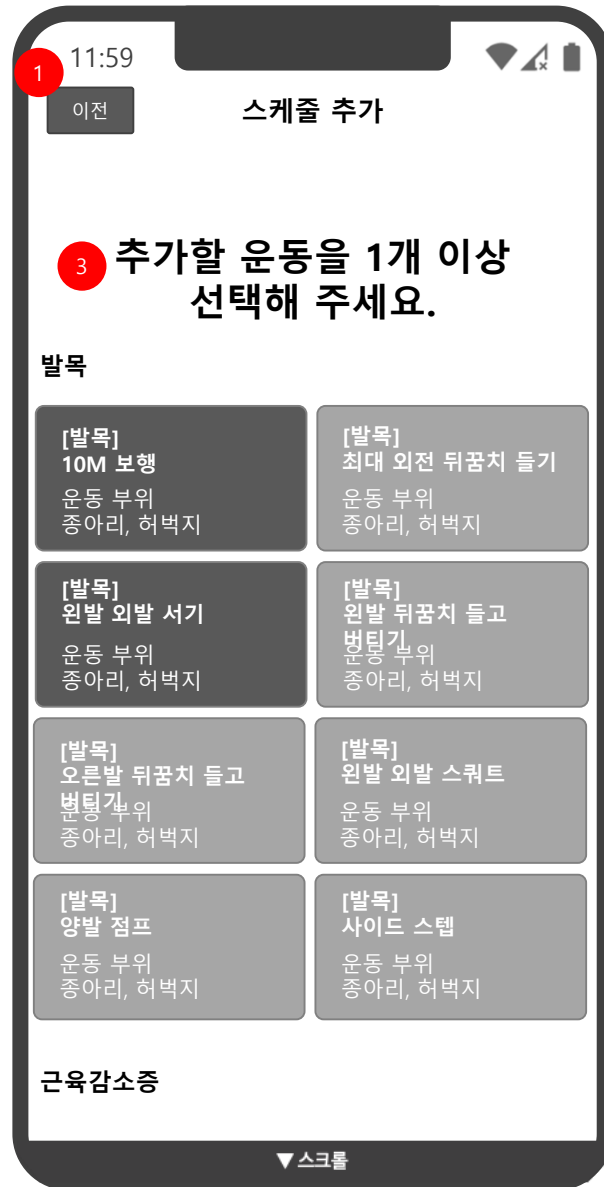 11:59
1
이전
스케줄 추가
3
추가할 운동을 1개 이상
선택해 주세요.
발목
[발목]
10M 보행
운동 부위
종아리, 허벅지
[발목]
최대 외전 뒤꿈치 들기
운동 부위
종아리, 허벅지
[발목]
왼발 외발 서기
운동 부위
종아리, 허벅지
[발목]
왼발 뒤꿈치 들고
버티기
운동 부위
종아리, 허벅지
[발목]
오른발 뒤꿈치 들고
버티기
운동 부위
종아리, 허벅지
[발목]
왼발 외발 스쿼트
운동 부위
종아리, 허벅지
[발목]
양발 점프
운동 부위
종아리, 허벅지
[발목]
사이드 스텝
운동 부위
종아리, 허벅지
근육감소증
▼스크롤